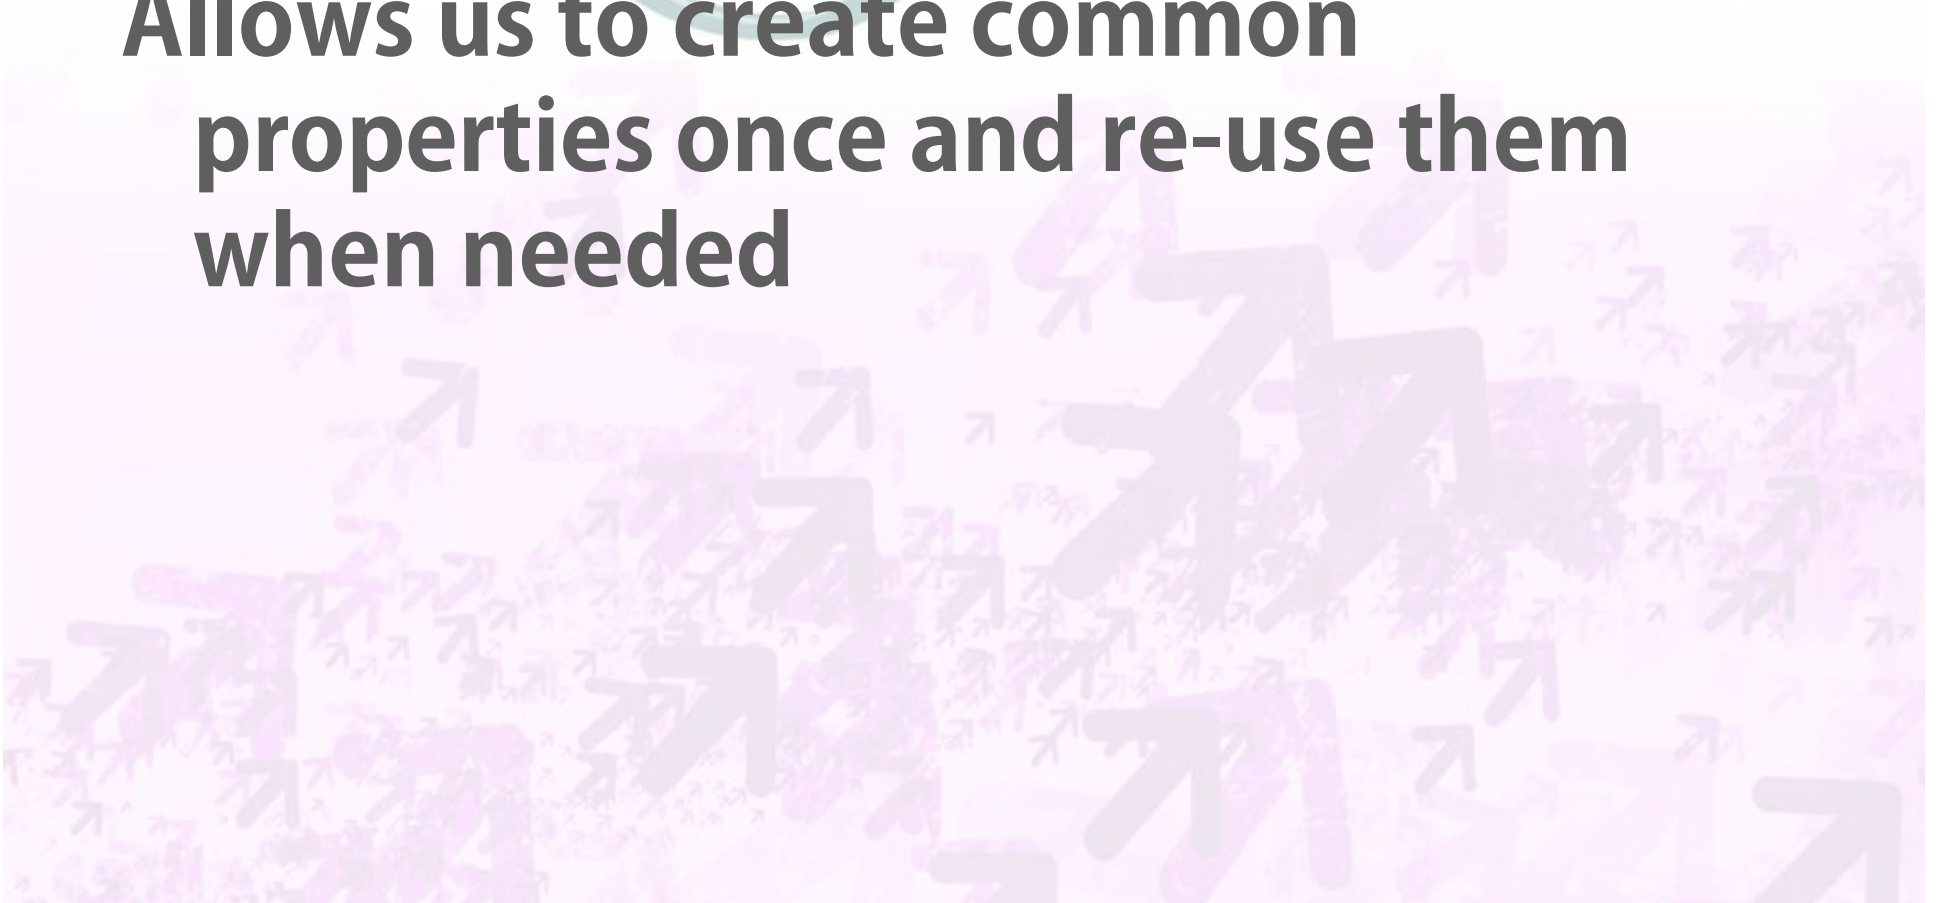 Allows us to create common
properties once and re-use them
when needed